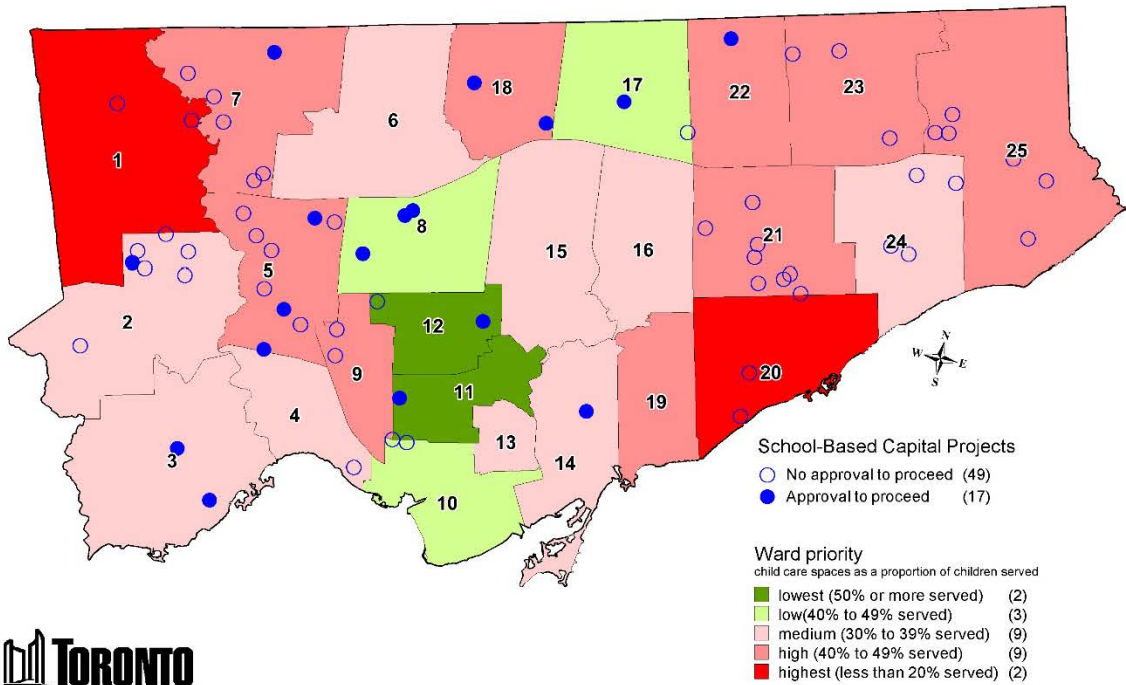 7
18
17
22
23
6
25
1
8
15
16
21
24
5
2
12
9
20
11
19
4
13
3
14
10
N
W E
S
School-Based Capital Projects
No approval to proceed (49)
Approval to proceed (17)
Ward priority
child care spaces as a proportion of children served
lowest (50% or more served) (2)
low(40% to 49% served) (3)
medium (30% to 39% served) (9)
high (40% to 49% served) (9)
highest (less than 20% served) (2)
TORONTO